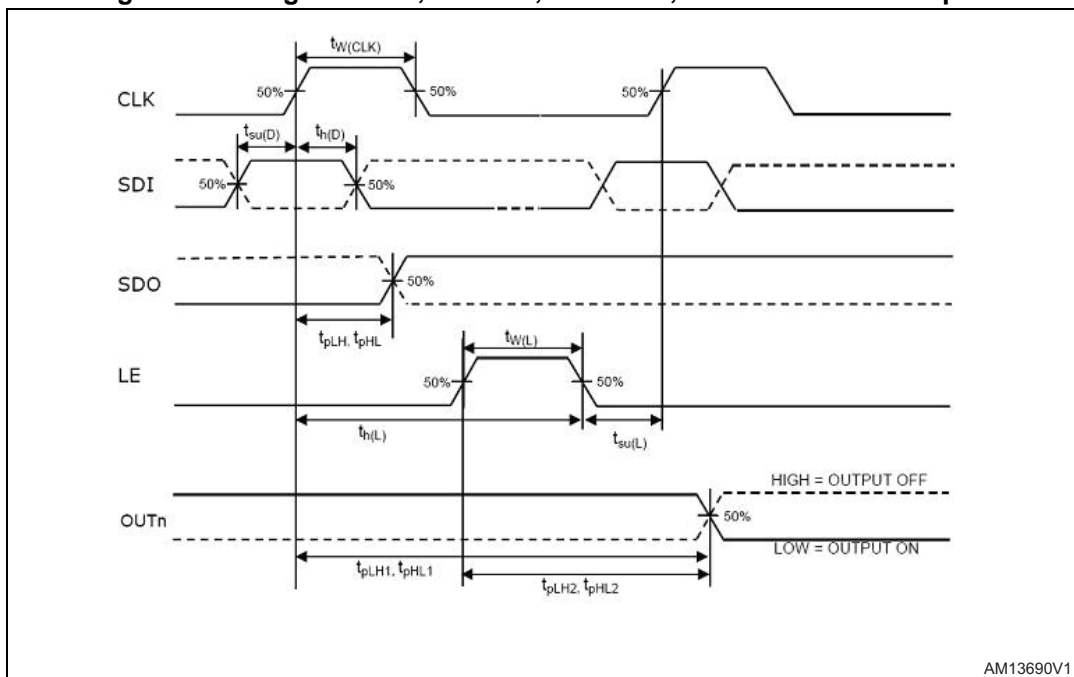 tW(CLK)
CLK
50%
50%
50%
tsu(D)
th(D)
SDI
50%
50%
SDO
50%
tpLH, tpHL
tW(L)
LE
50%
50%
th(L)
tsu(L)
HIGH = OUTPUT OFF
OUTn
50%
LOW = OUTPUT ON
tpLH1, tpHL1
tpLH2, tpHL2
AM13690V1